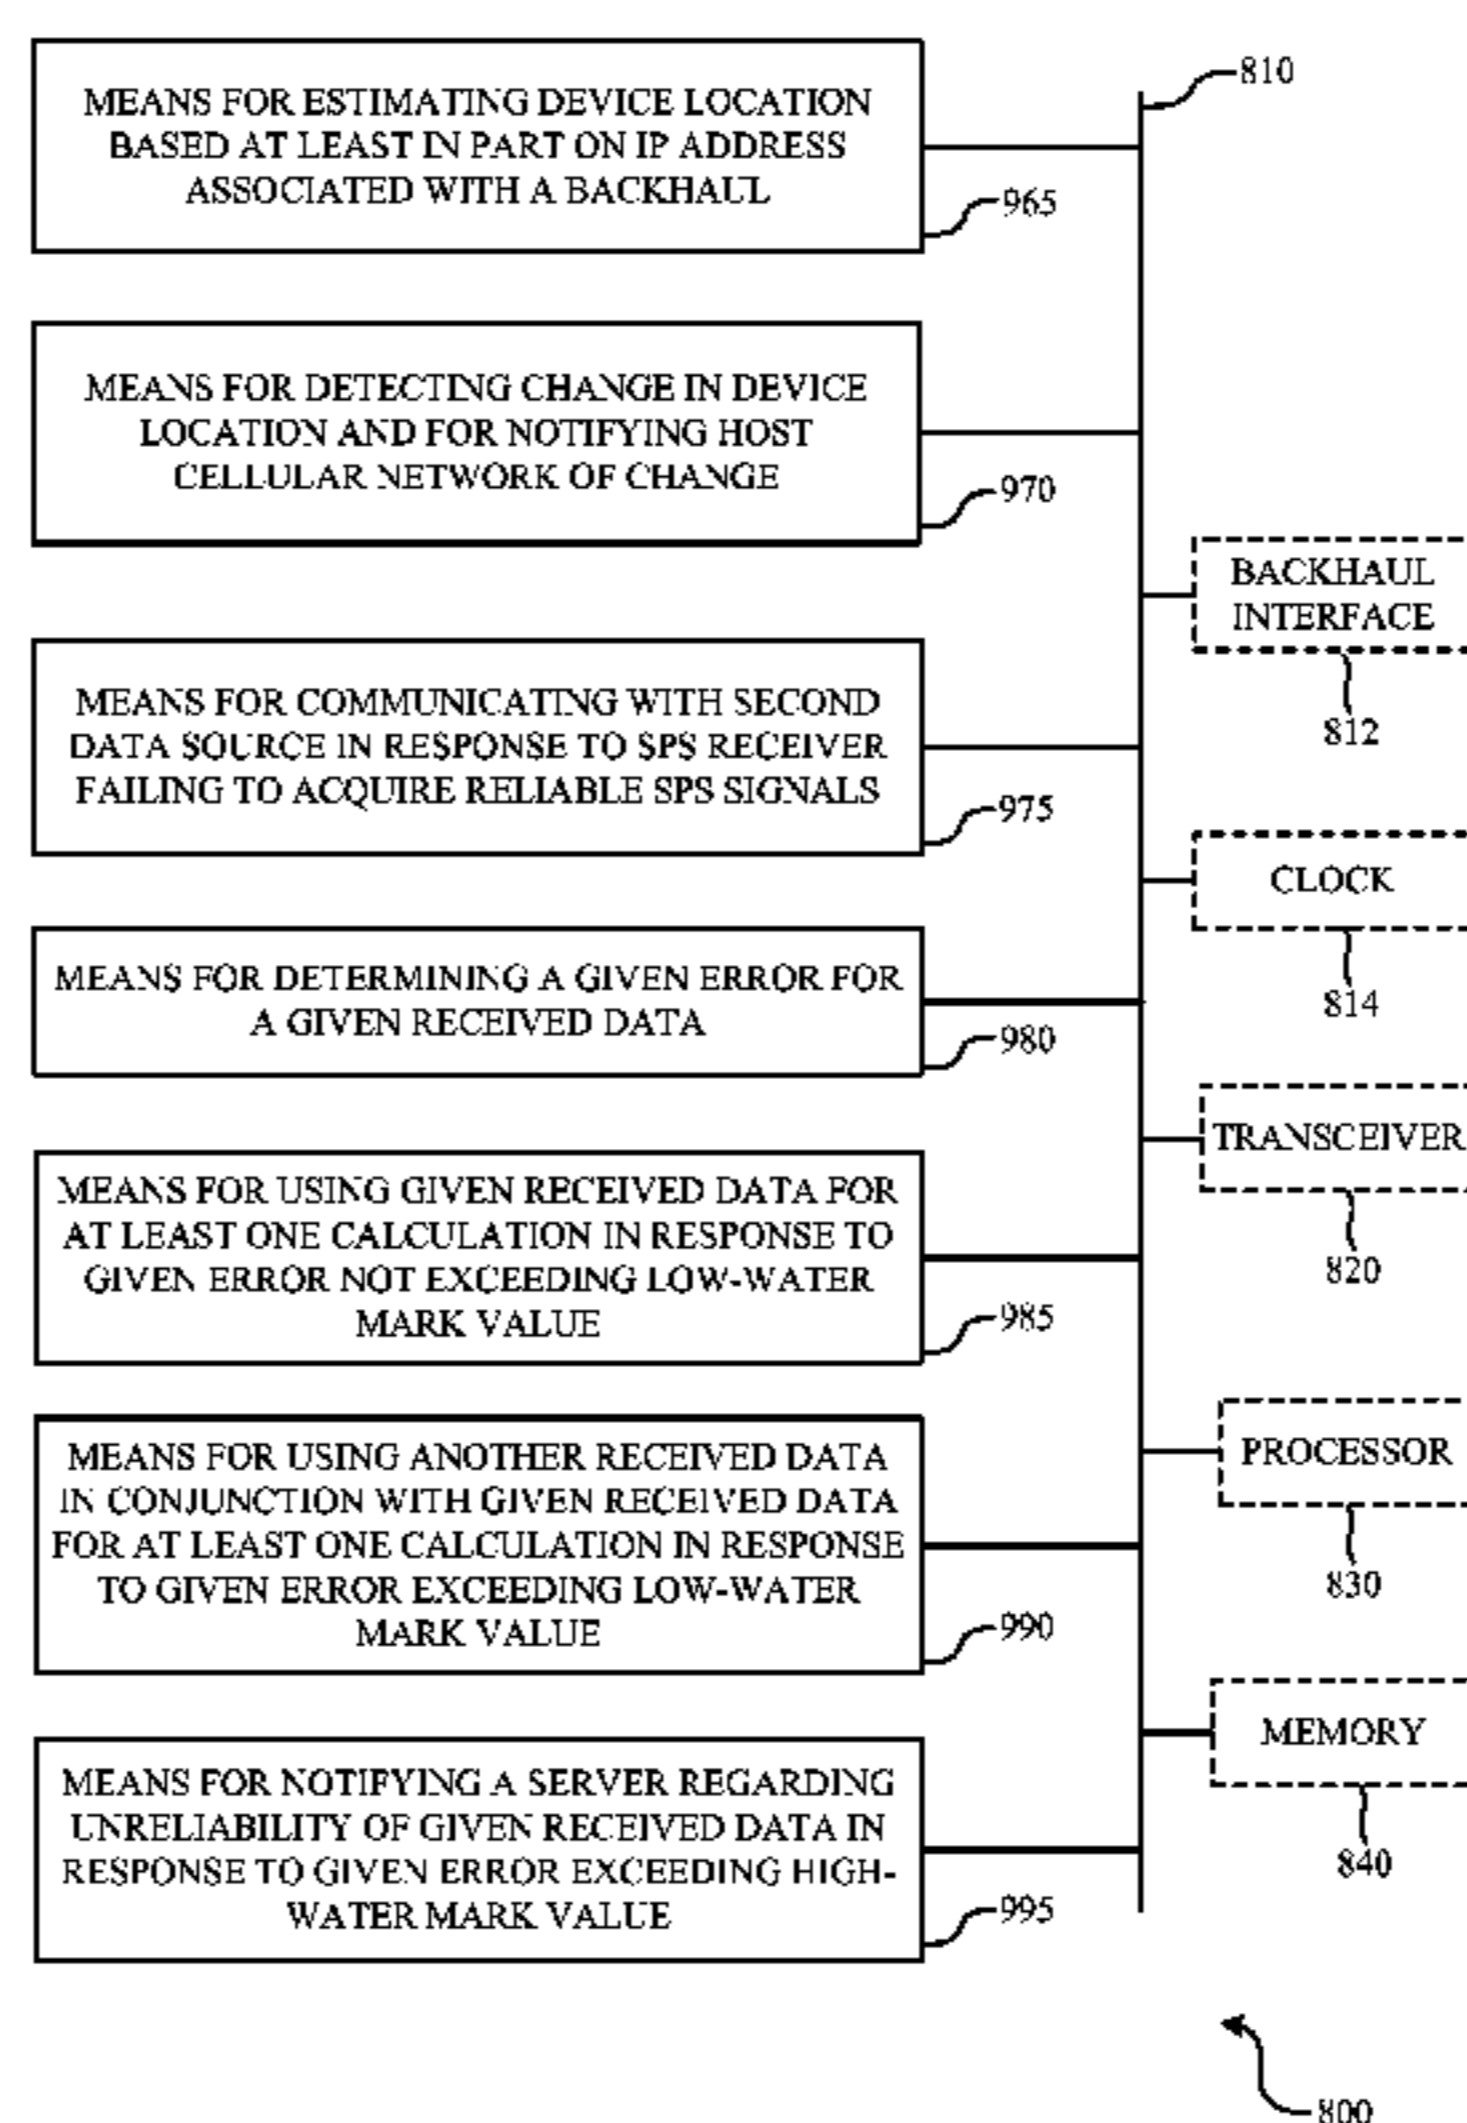 810
MEANS FOR ESTIMATING DEVICE LOCATION
BASED AT LEAST IN PART ON IP ADDRESS
ASSOCIATED WITH A BACKHAUL
965
MEANS FOR DETECTING CHANGE IN DEVICE
LOCATION AND FOR NOTIFYING HOST
CELLULAR NETWORK OF CHANGE
970
BACKHAUL
INTERFACE
812
MEANS FOR COMMUNICATING WITH SECOND
DATA SOURCE IN RESPONSE TO SPS RECEIVER
FAILING TO ACQUIRE RELIABLE SPS SIGNALS
975
CLOCK
814
MEANS FOR DETERMINING A GIVEN ERROR FOR
A GIVEN RECEIVED DATA
980
TRANSCEIVER
820
MEANS FOR USING GIVEN RECEIVED DATA FOR
AT LEAST ONE CALCULATION IN RESPONSE TO
GIVEN ERROR NOT EXCEEDING LOW-WATER
MARK VALUE
985
PROCESSOR
830
MEANS FOR USING ANOTHER RECEIVED DATA
IN CONJUNCTION WITH GIVEN RECEIVED DATA
FOR AT LEAST ONE CALCULATION IN RESPONSE
TO GIVEN ERROR EXCEEDING LOW-WATER
MARK VALUE
990
MEMORY
840
MEANS FOR NOTIFYING A SERVER REGARDING
UNRELIABILITY OF GIVEN RECEIVED DATA IN
RESPONSE TO GIVEN ERROR EXCEEDING HIGH-
WATER MARK VALUE
995
800